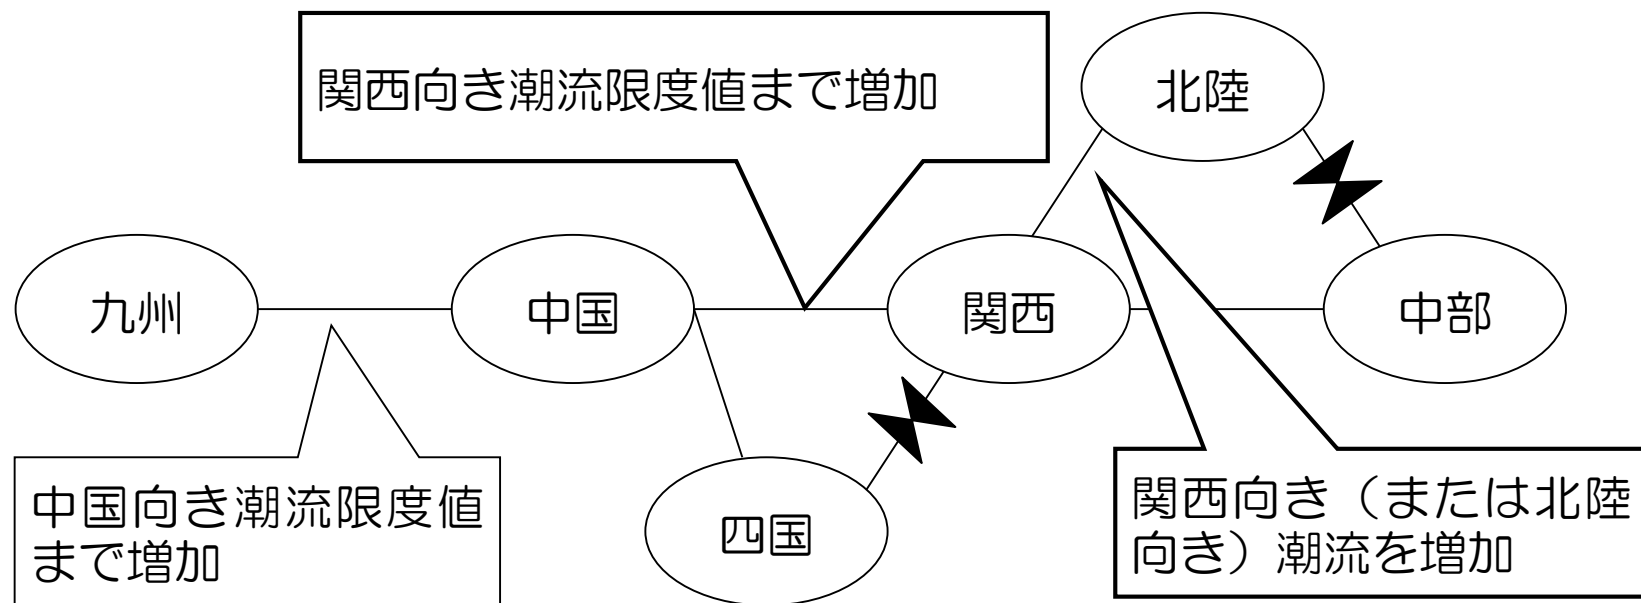 関西向き潮流限度値まで増加
北陸
九州
中国
関西
中部
中国向き潮流限度値
まで増加
四国
関西向き（または北陸
向き）潮流を増加